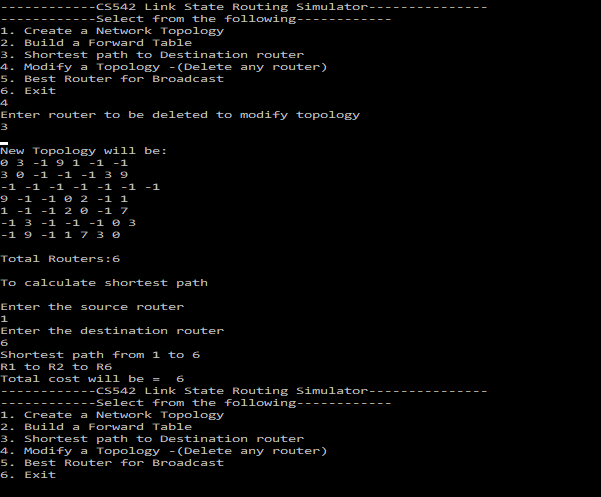 ------------CS542 Link State Routing Simulator---------------
------------Select from the following------------
1. Create a Network Topology
2. Build a Forward Table
3. Shortest path to Destination router
4. Modify a Topology -(Delete any router)
5. Best Router for Broadcast
6. Exit
4
Enter router to be deleted to modify topology
3
New Topology will be:
0 3 -1 9 1 -1 -1
3 0 -1 -1 -1 3 9
-1 -1 -1 -1 -1 -1 -1
9 -1 -1 0 2 -1 1
1 -1 -1 2 0 -1 7
-1 3 -1 -1 -1 0 3
-1 9 -1 1 7 3 0
Total Routers:6
To calculate shortest path
Enter the source router
1
Enter the destination router
6
Shortest path from 1 to 6
R1 to R2 to R6
Total cost will be =  6
------------CS542 Link State Routing Simulator---------------
------------Select from the following------------
1. Create a Network Topology
2. Build a Forward Table
3. Shortest path to Destination router
4. Modify a Topology -(Delete any router)
5. Best Router for Broadcast
6. Exit